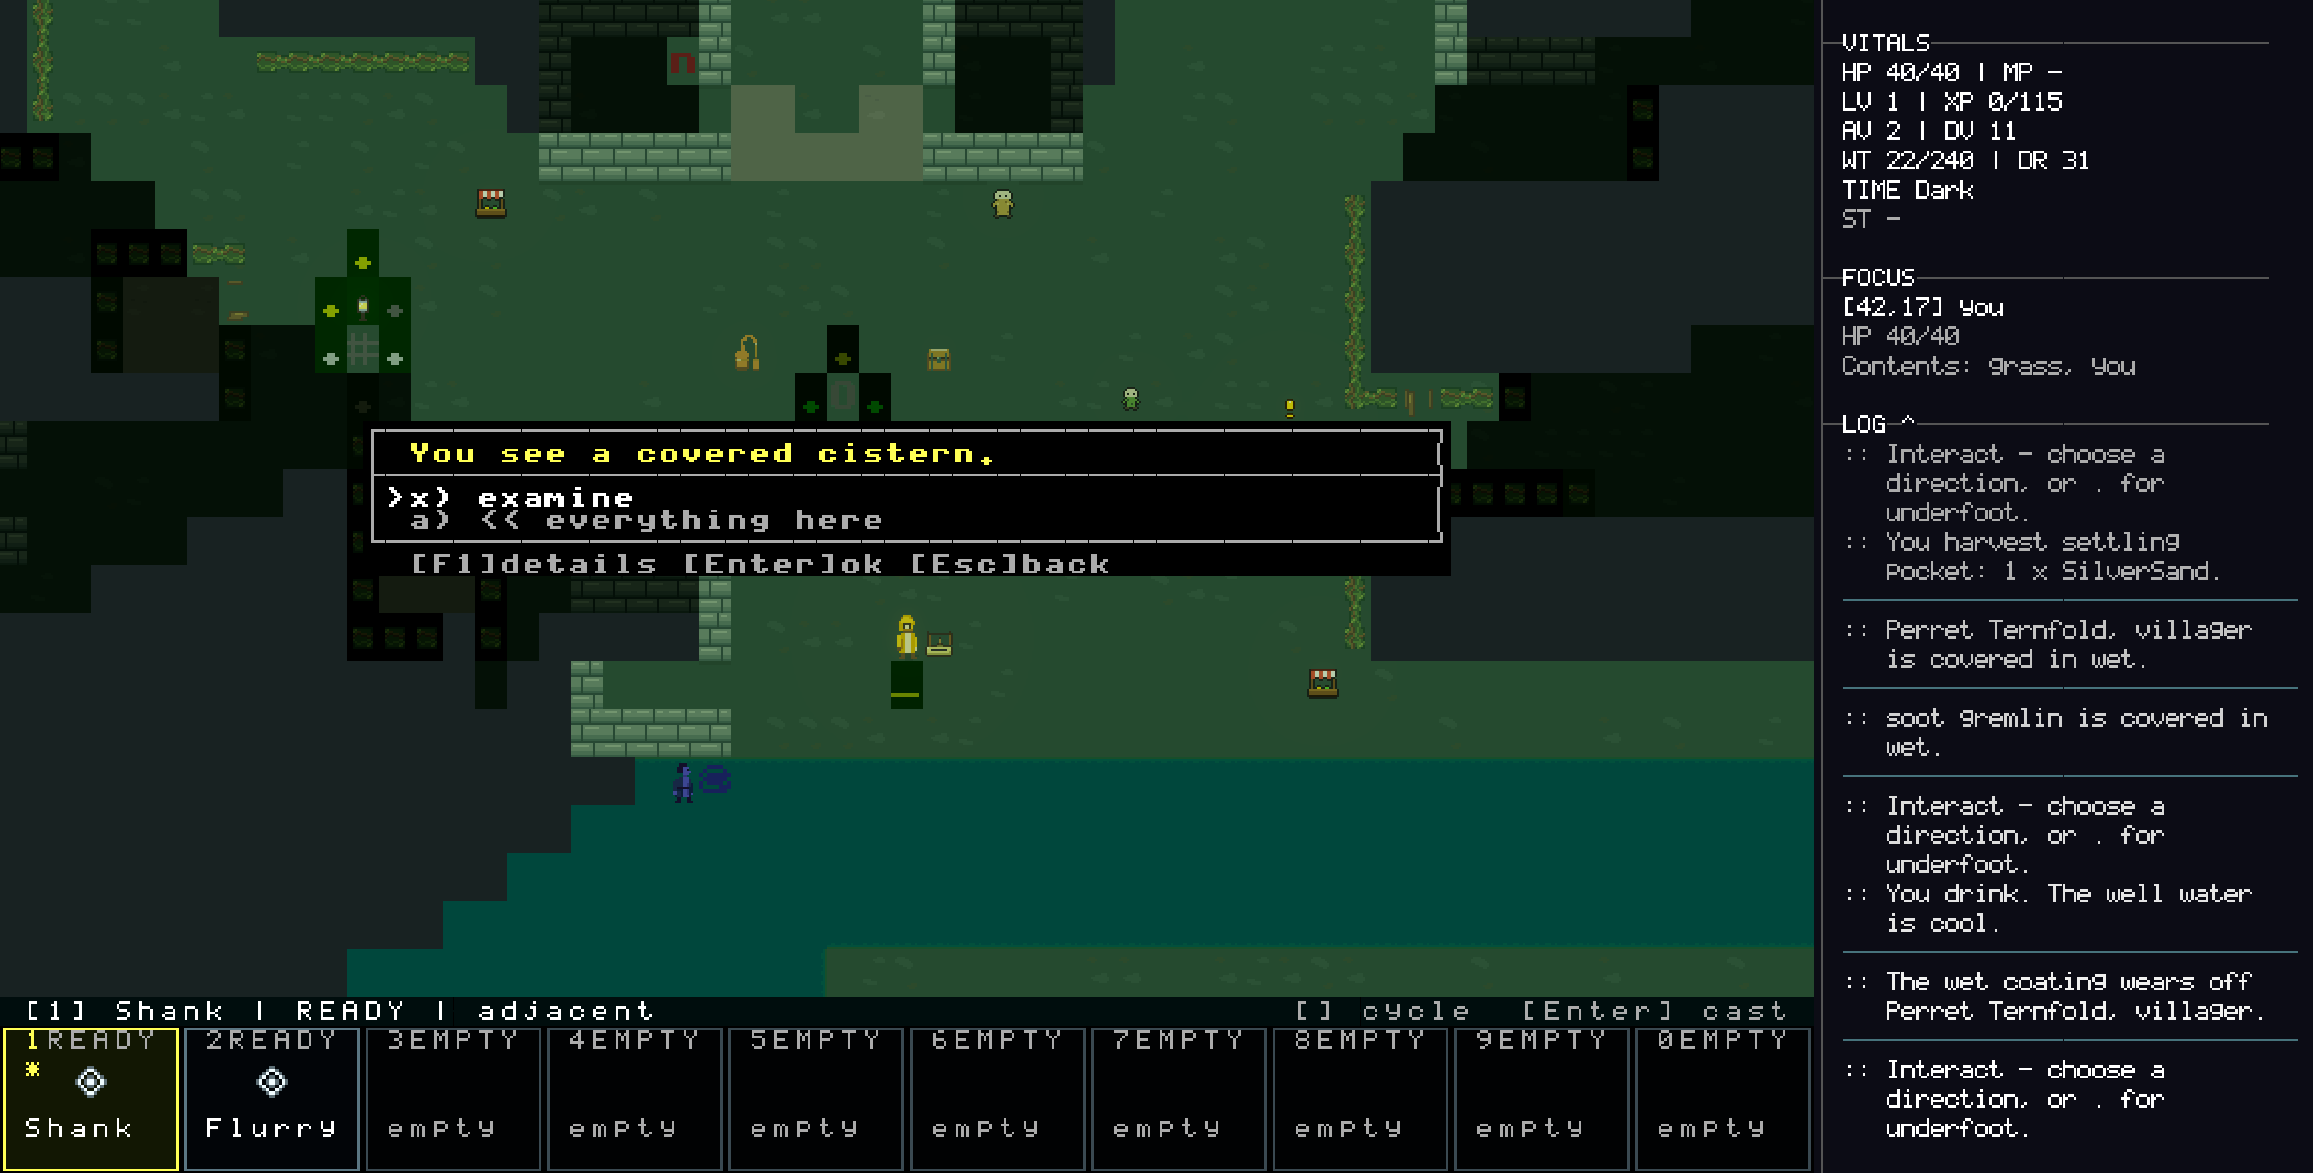 You see a covered cistern.
>x) examine
a) << everything here
[F1]details [Enter]ok [Esc]back
[1] Shank | READY | adjacent
[] cycle [Enter] cast
1READY 2READY 3EMPTY 4EMPTY 5EMPTY 6EMPTY 7EMPTY 8EMPTY 9EMPTY 0EMPTY
Shank Flurry empty empty empty empty empty empty empty empty
VITALS
HP 40/40 | MP -
LV 1 | XP 0/115
AV 2 | DV 11
WT 22/240 | DR 31
TIME Dark
ST -
FOCUS
[42,17] You
HP 40/40
Contents: grass, You
LOG ^
:: Interact - choose a
direction, or . for
underfoot.
:: You harvest settling
pocket: 1 x SilverSand.
:: Perret Ternfold, villager
is covered in wet.
:: soot gremlin is covered in
wet.
:: Interact - choose a
direction, or . for
underfoot.
:: You drink. The well water
is cool.
:: The wet coating wears off
Perret Ternfold, villager.
:: Interact - choose a
direction, or . for
underfoot.